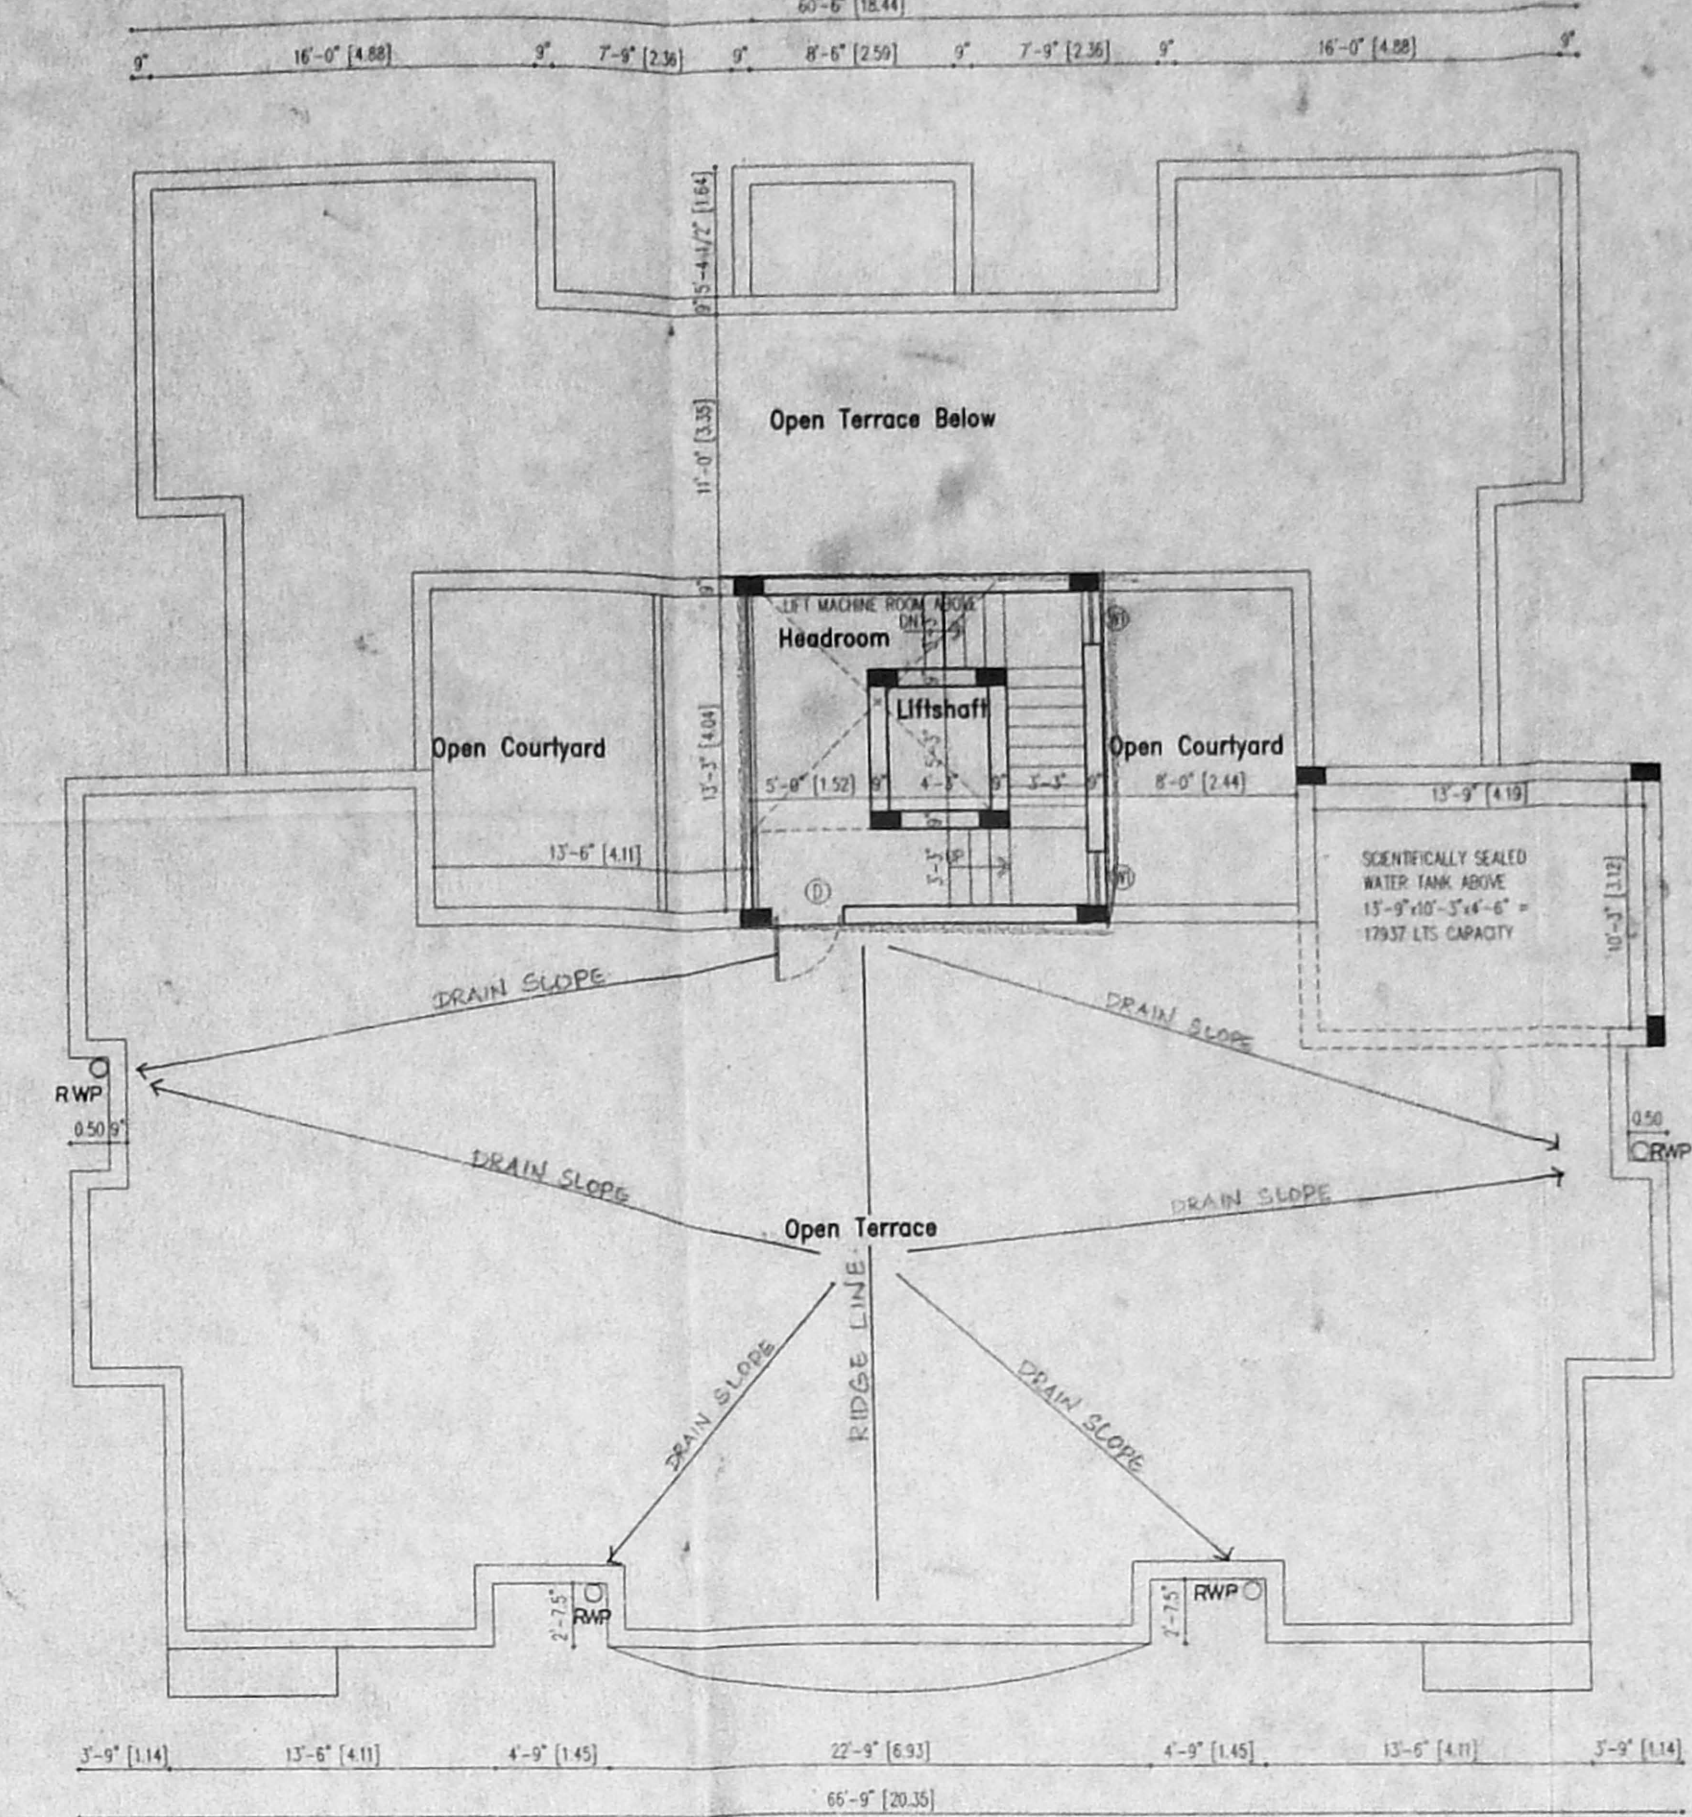 60'-6" [18.44]
9" 16'-0" [4.88] 9" 7'-9" [2.36] 9" 8'-6" [2.59] 9" 7'-9" [2.36] 9" 16'-0" [4.88] 9"
5'-4.1/2" [1.64]
9"
Open Terrace Below
11'-0" [3.35]
9"
LIFT MACHINE ROOM ABOVE
DN
Headroom
W1
Liftshaft
Open Courtyard
Open Courtyard
13'-3" [4.04]
5'-3"
5'-0" [1.52] 9" 4'-3" 9" 3'-3" 9" 8'-0" [2.44]
13'-9" [4.19]
9"
13'-6" [4.11]
D
W1
SCIENTIFICALLY SEALED
WATER TANK ABOVE
13'-9"x10'-3"x4'-6" =
17937 LTS CAPACITY
10'-3" [3.12]
DRAIN SLOPE
DRAIN SLOPE
RWP
0.50 9"
0.50
RWP
DRAIN SLOPE
DRAIN SLOPE
Open Terrace
RIDGE LINE
DRAIN SLOPE
DRAIN SLOPE
2'-7.5"
RWP
2'-7.5"
RWP
3'-9" [1.14] 13'-6" [4.11] 4'-9" [1.45] 22'-9" [6.93] 4'-9" [1.45] 13'-6" [4.11] 3'-9" [1.14]
66'-9" [20.35]